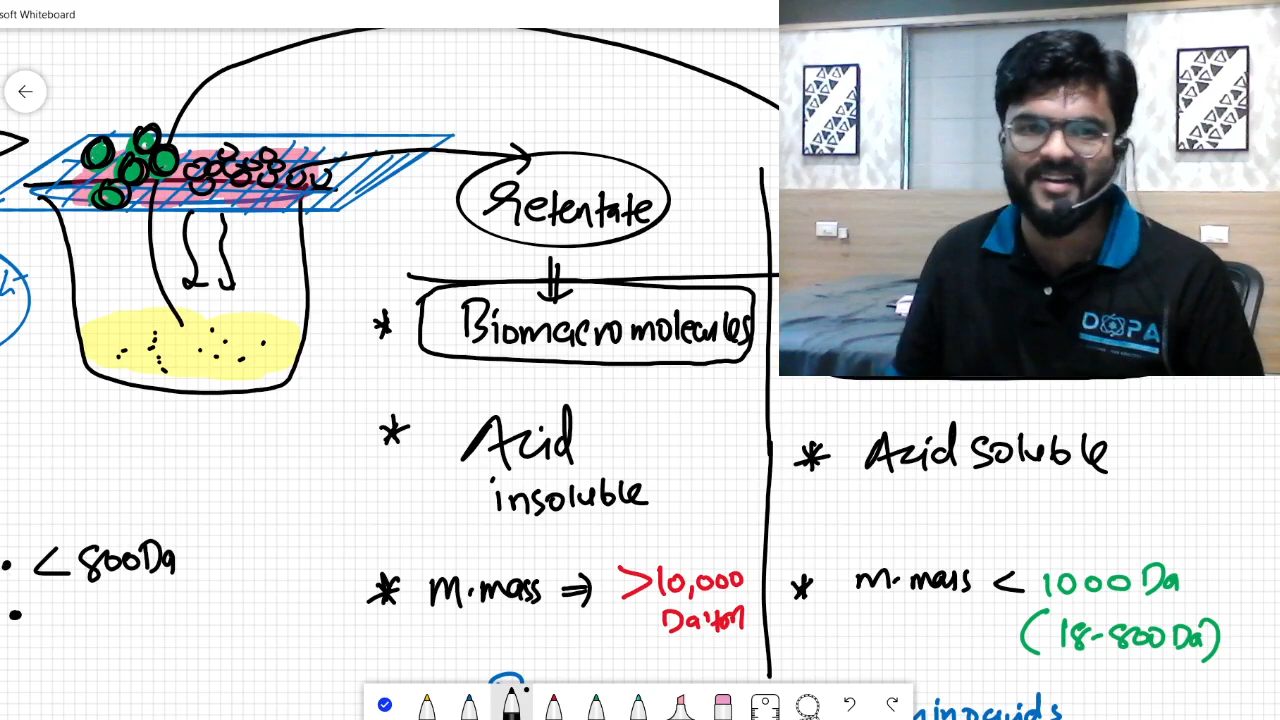 soft Whiteboard
Retentate
* Biomacromolecules
* Acid
insoluble
* M.mass ⇒ >10,000
Dalton
* Acid soluble
* m.mass < 1000 Da
(18-800 Da)
• < 800Da
DOPA